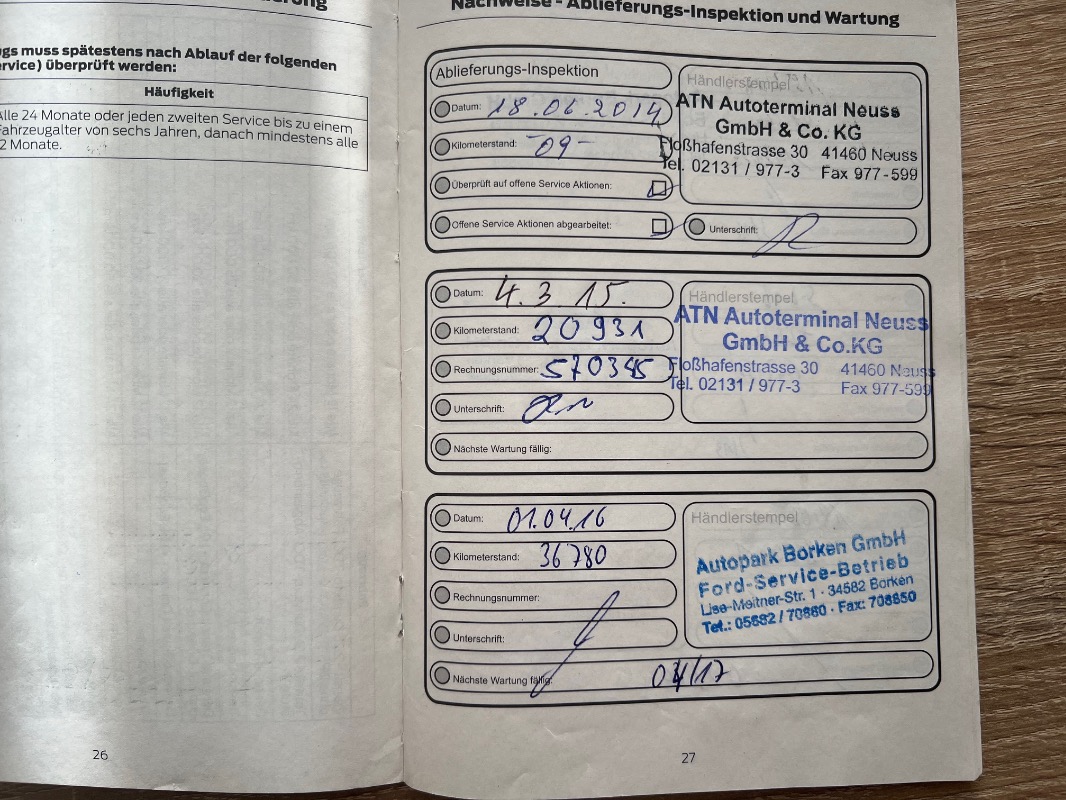 ngs muss spätestens nach Ablauf der folgenden
ervice) überprüft werden:
Häufigkeit
Alle 24 Monate oder jeden zweiten Service bis zu einem
Fahrzeugalter von sechs Jahren, danach mindestens alle
12 Monate.
26
Nachweise - Ablieferungs-Inspektion und Wartung
Ablieferungs-Inspektion
Datum: 18.06.2014
Kilometerstand: 09-
Überprüft auf offene Service Aktionen:
Offene Service Aktionen abgearbeitet:
Händlerstempel
ATN Autoterminal Neuss
GmbH & Co. KG
Floßhafenstrasse 30 41460 Neuss
Tel. 02131 / 977-3 Fax 977-599
Unterschrift:
Datum: 4.3.15.
Kilometerstand: 20931
Rechnungsnummer: 570345
Unterschrift:
Nächste Wartung fällig:
Händlerstempel
ATN Autoterminal Neuss
GmbH & Co.KG
Floßhafenstrasse 30 41460 Neuss
Tel. 02131 / 977-3 Fax 977-599
Datum: 01.04.16
Kilometerstand: 36780
Rechnungsnummer:
Unterschrift:
Nächste Wartung fällig: 04/17
Händlerstempel
Autopark Borken GmbH
Ford-Service-Betrieb
Lise-Meitner-Str. 1 · 34582 Borken
Tel.: 05682 / 70860 · Fax: 708650
27